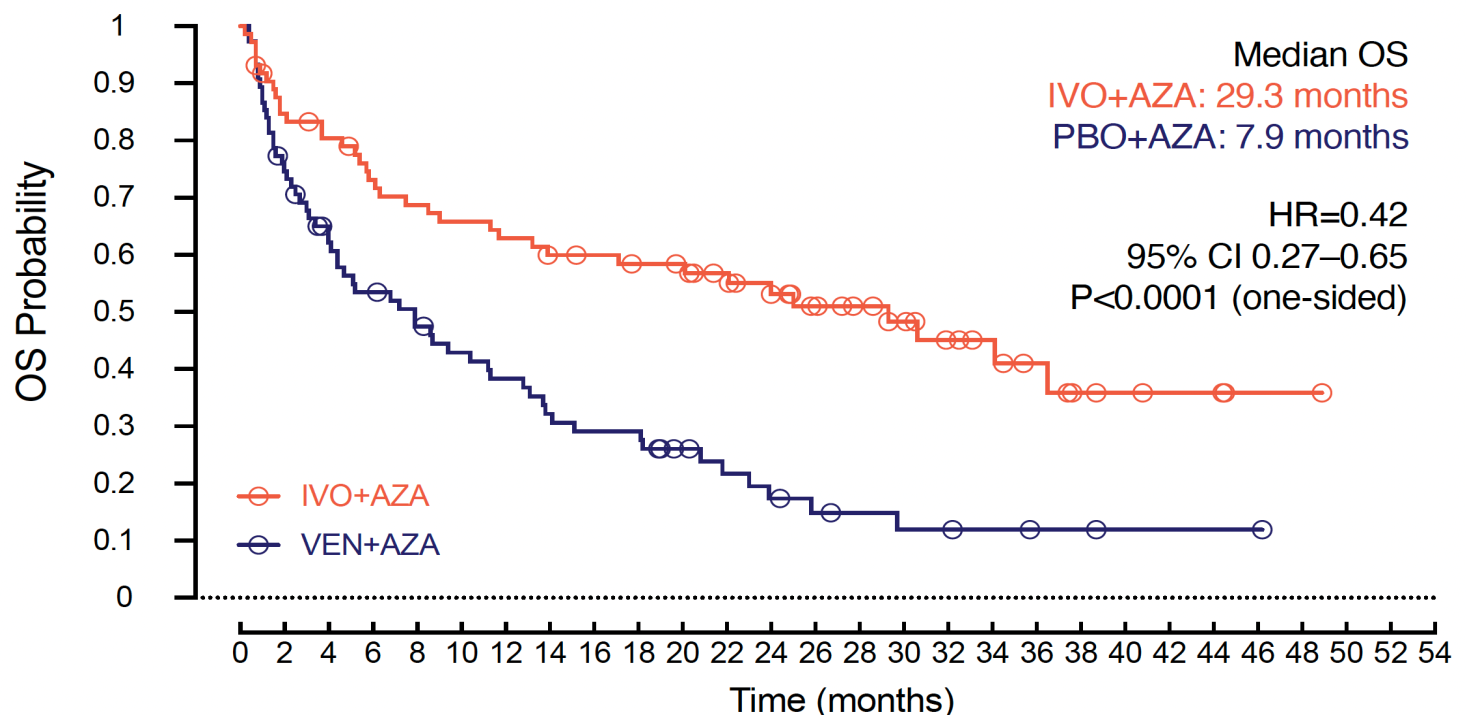 Median OS
IVO+AZA: 29.3 months
PBO+AZA: 7.9 months
HR=0.42
95% CI 0.27–0.65
P<0.0001 (one-sided)
OS Probability
1
0.9
0.8
0.7
0.6
0.5
0.4
0.3
0.2
0.1
0
IVO+AZA
VEN+AZA
0 2 4 6 8 10 12 14 16 18 20 22 24 26 28 30 32 34 36 38 40 42 44 46 48 50 52 54
Time (months)